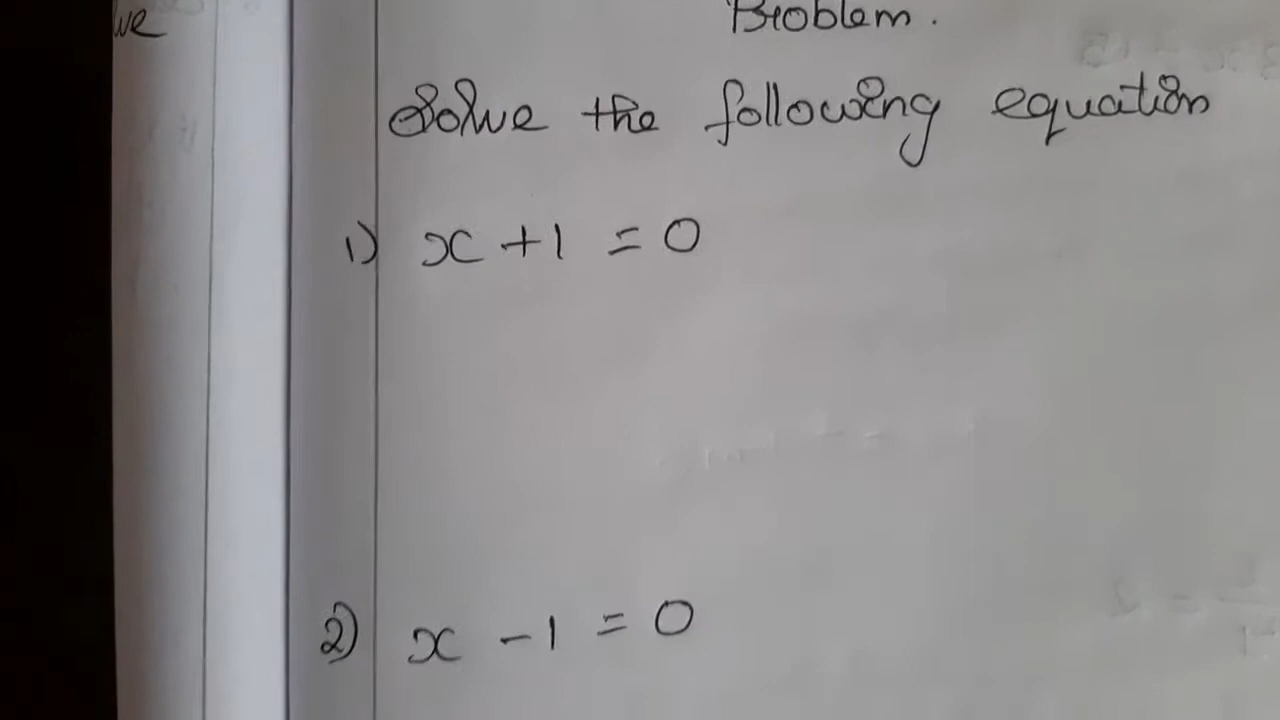 Problem.
Solve the following equation
1) x + 1 = 0
2) x - 1 = 0